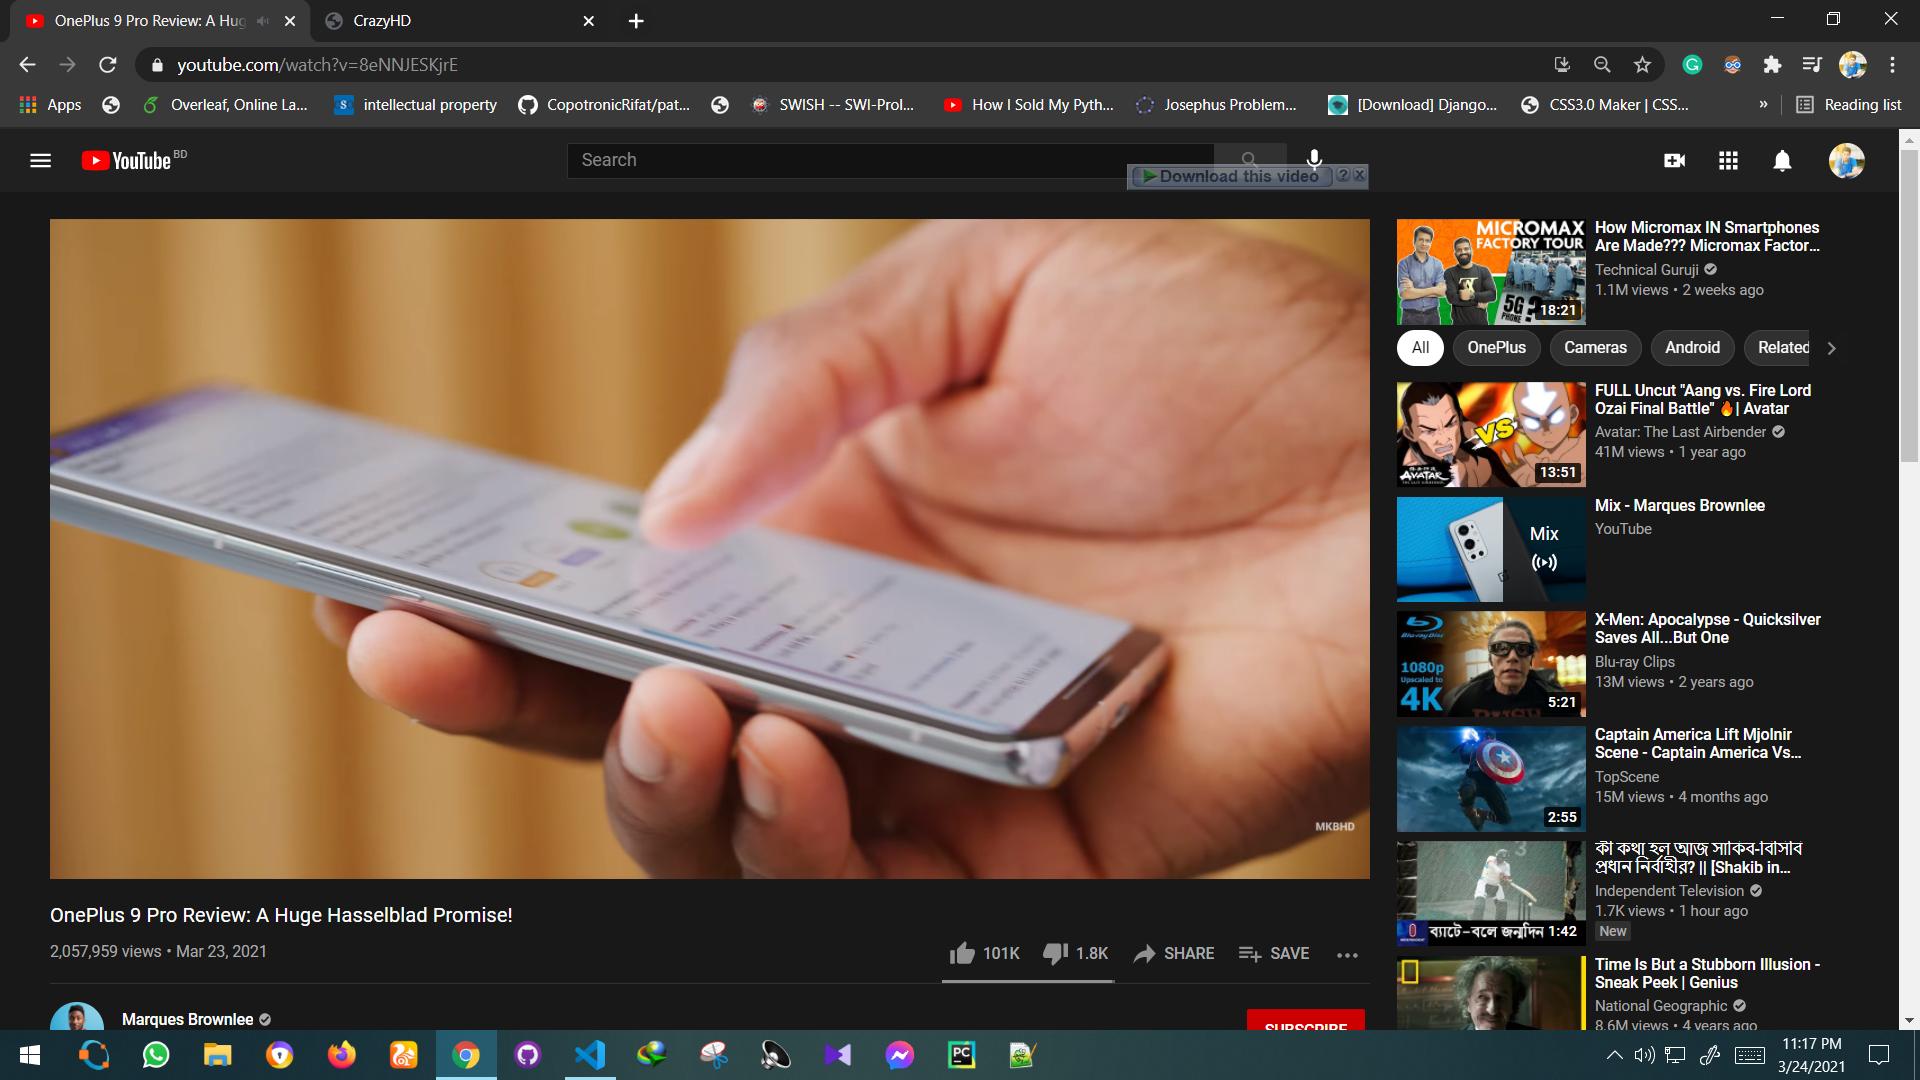 OnePlus 9 Pro Review: A Hug
CrazyHD
youtube.com/watch?v=8eNNJESKjrE
Apps
Overleaf, Online La...
intellectual property
CopotronicRifat/pat...
SWISH -- SWI-Prol...
How I Sold My Pyth...
Josephus Problem...
[Download] Django...
CSS3.0 Maker | CSS...
»
Reading list
YouTube BD
Search
Download this video ? X
MKBHD
OnePlus 9 Pro Review: A Huge Hasselblad Promise!
2,057,959 views • Mar 23, 2021
101K
1.8K
SHARE
SAVE
Marques Brownlee
SUBSCRIBE
MICROMAX
FACTORY TOUR
5G ?
PHONE
18:21
How Micromax IN Smartphones
Are Made??? Micromax Factor...
Technical Guruji
1.1M views • 2 weeks ago
All
OnePlus
Cameras
Android
Related
VS
AVATAR
13:51
FULL Uncut "Aang vs. Fire Lord
Ozai Final Battle" 🔥| Avatar
Avatar: The Last Airbender
41M views • 1 year ago
Mix
Mix - Marques Brownlee
YouTube
Blu-ray Disc
1080p
Upscaled to
4K
RUSH
5:21
X-Men: Apocalypse - Quicksilver
Saves All...But One
Blu-ray Clips
13M views • 2 years ago
2:55
Captain America Lift Mjolnir
Scene - Captain America Vs...
TopScene
15M views • 4 months ago
3
ব্যাটে-বলে জন্মদিন
1:42
কী কথা হল আজ সাকিব-বিসিবি
প্রধান নির্বাহীর? || [Shakib in...
Independent Television
1.7K views • 1 hour ago
New
Time Is But a Stubborn Illusion -
Sneak Peek | Genius
National Geographic
8.6M views • 4 years ago
PC
11:17 PM
3/24/2021